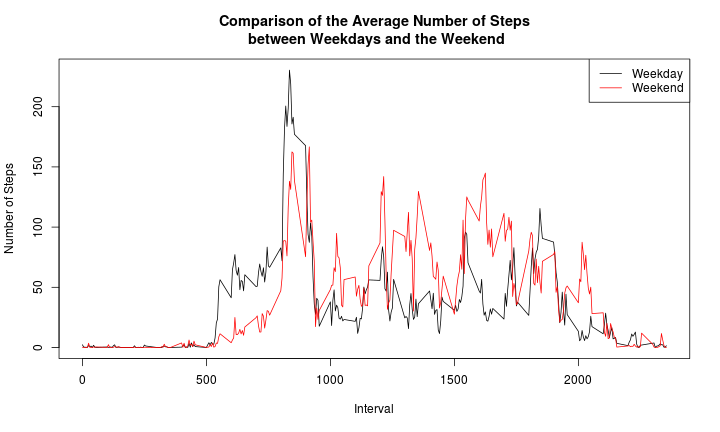 Comparison of the Average Number of Steps
between Weekdays and the Weekend
Weekday
Weekend
Number of Steps
200
150
100
50
0
0
500
1000
1500
2000
Interval